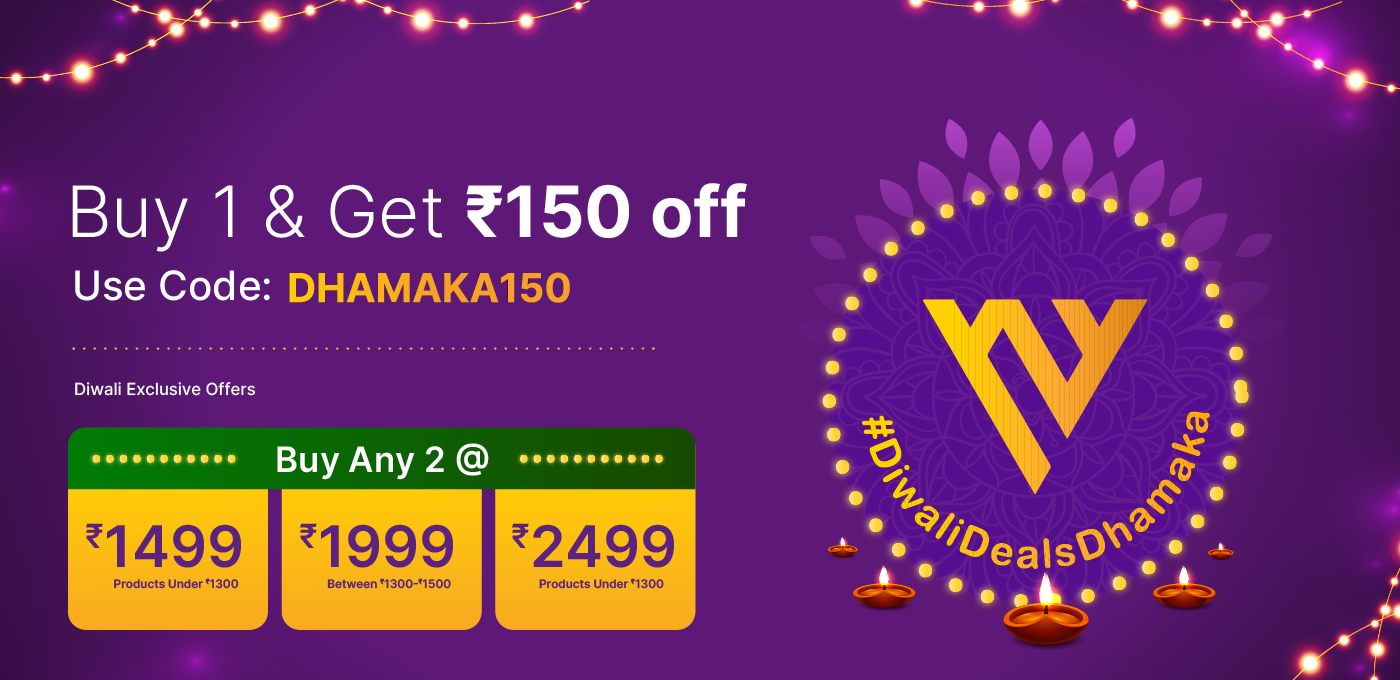 Buy 1 & Get ₹150 off
Use Code: DHAMAKA150
Diwali Exclusive Offers
Buy Any 2 @
₹1499
Products Under ₹1300
₹1999
Between ₹1300-₹1500
₹2499
Products Under ₹1300
#DiwaliDealsDhamaka